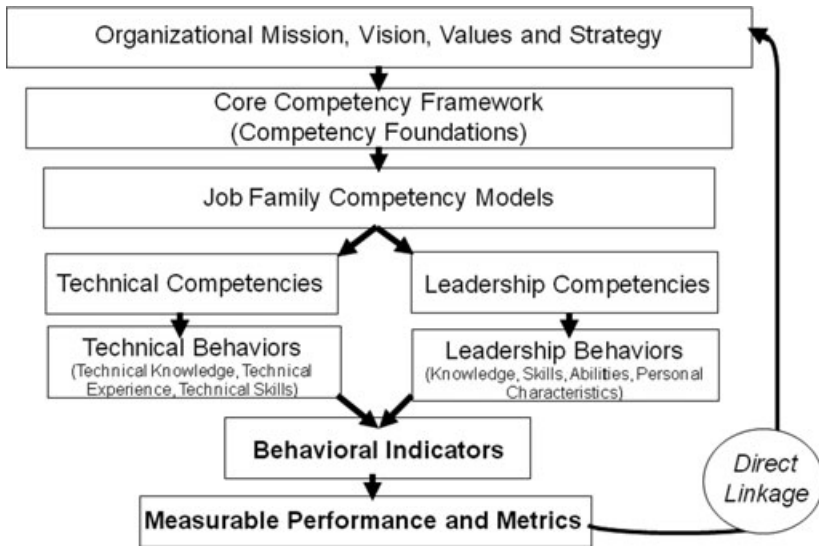 Organizational Mission, Vision, Values and Strategy
Core Competency Framework
(Competency Foundations)
Job Family Competency Models
Technical Competencies
Leadership Competencies
Technical Behaviors
(Technical Knowledge, Technical
Experience, Technical Skills)
Leadership Behaviors
(Knowledge, Skills, Abilities, Personal
Characteristics)
Behavioral Indicators
Direct
Linkage
Measurable Performance and Metrics